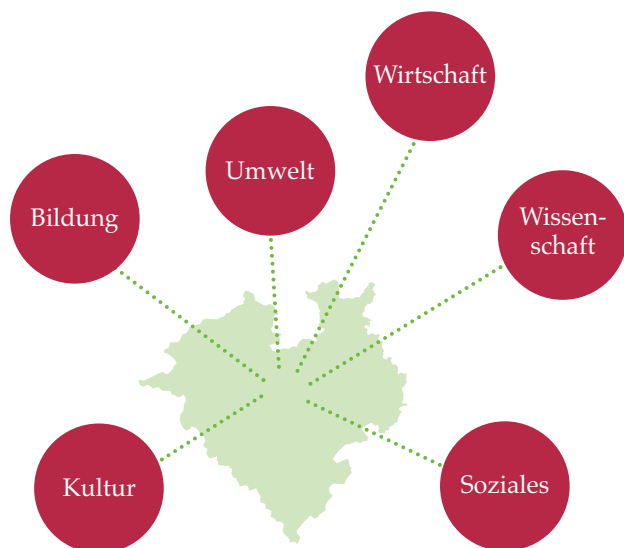 Wirtschaft
Umwelt
Bildung
Wissen-
schaft
Kultur
Soziales